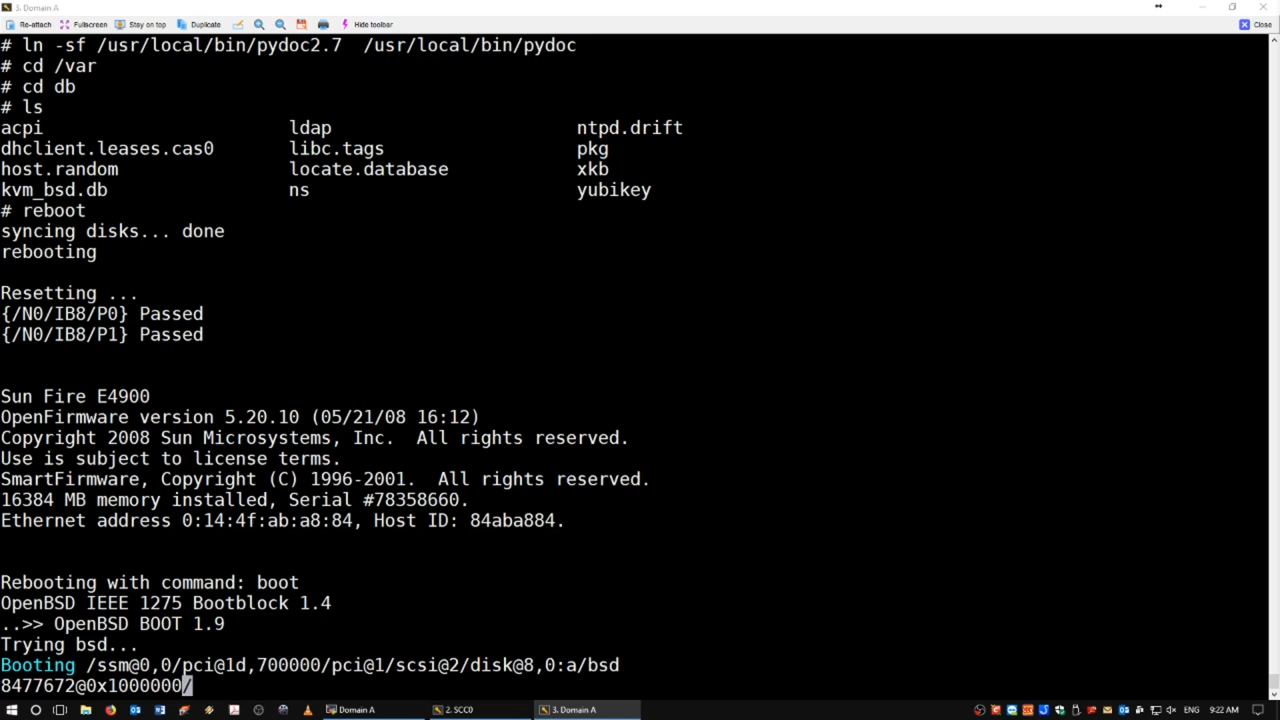 3. Domain A
Re-attach Fullscreen Stay on top Duplicate Hide toolbar Close
# ln -sf /usr/local/bin/pydoc2.7  /usr/local/bin/pydoc
# cd /var
# cd db
# ls
acpi ldap ntpd.drift
dhclient.leases.cas0 libc.tags pkg
host.random locate.database xkb
kvm_bsd.db ns yubikey
# reboot
syncing disks... done
rebooting
Resetting ...
{/N0/IB8/P0} Passed
{/N0/IB8/P1} Passed
Sun Fire E4900
OpenFirmware version 5.20.10 (05/21/08 16:12)
Copyright 2008 Sun Microsystems, Inc.  All rights reserved.
Use is subject to license terms.
SmartFirmware, Copyright (C) 1996-2001.  All rights reserved.
16384 MB memory installed, Serial #78358660.
Ethernet address 0:14:4f:ab:a8:84, Host ID: 84aba884.
Rebooting with command: boot
OpenBSD IEEE 1275 Bootblock 1.4
..>> OpenBSD BOOT 1.9
Trying bsd...
Booting /ssm@0,0/pci@1d,700000/pci@1/scsi@2/disk@8,0:a/bsd
8477672@0x1000000/
Domain A 2. SCC0 3. Domain A ENG 9:22 AM